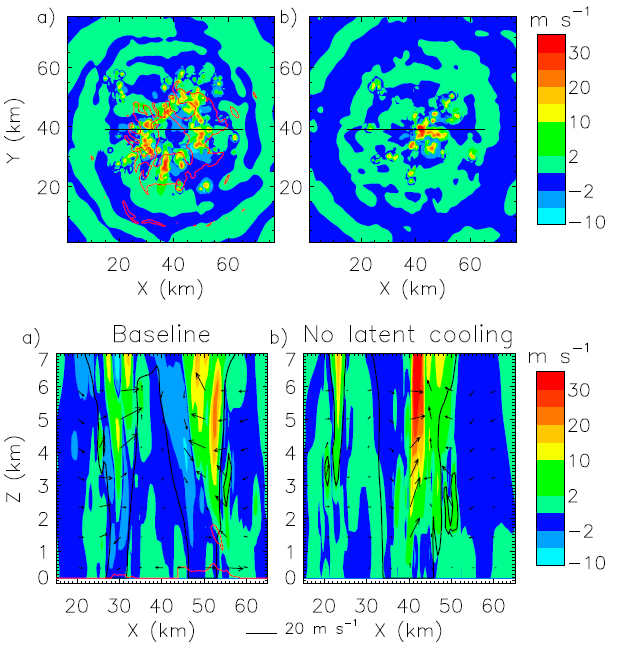 a)
b)
m s⁻¹
60
40
20
Y (km)
20 40 60
X (km)
20 40 60
X (km)
30
20
10
2
−2
−10
a)
Baseline
b)
No latent cooling
m s⁻¹
7
6
5
4
3
2
1
0
Z (km)
20 30 40 50 60
X (km)
20 30 40 50 60
X (km)
20 m s⁻¹
30
20
10
2
−2
−10